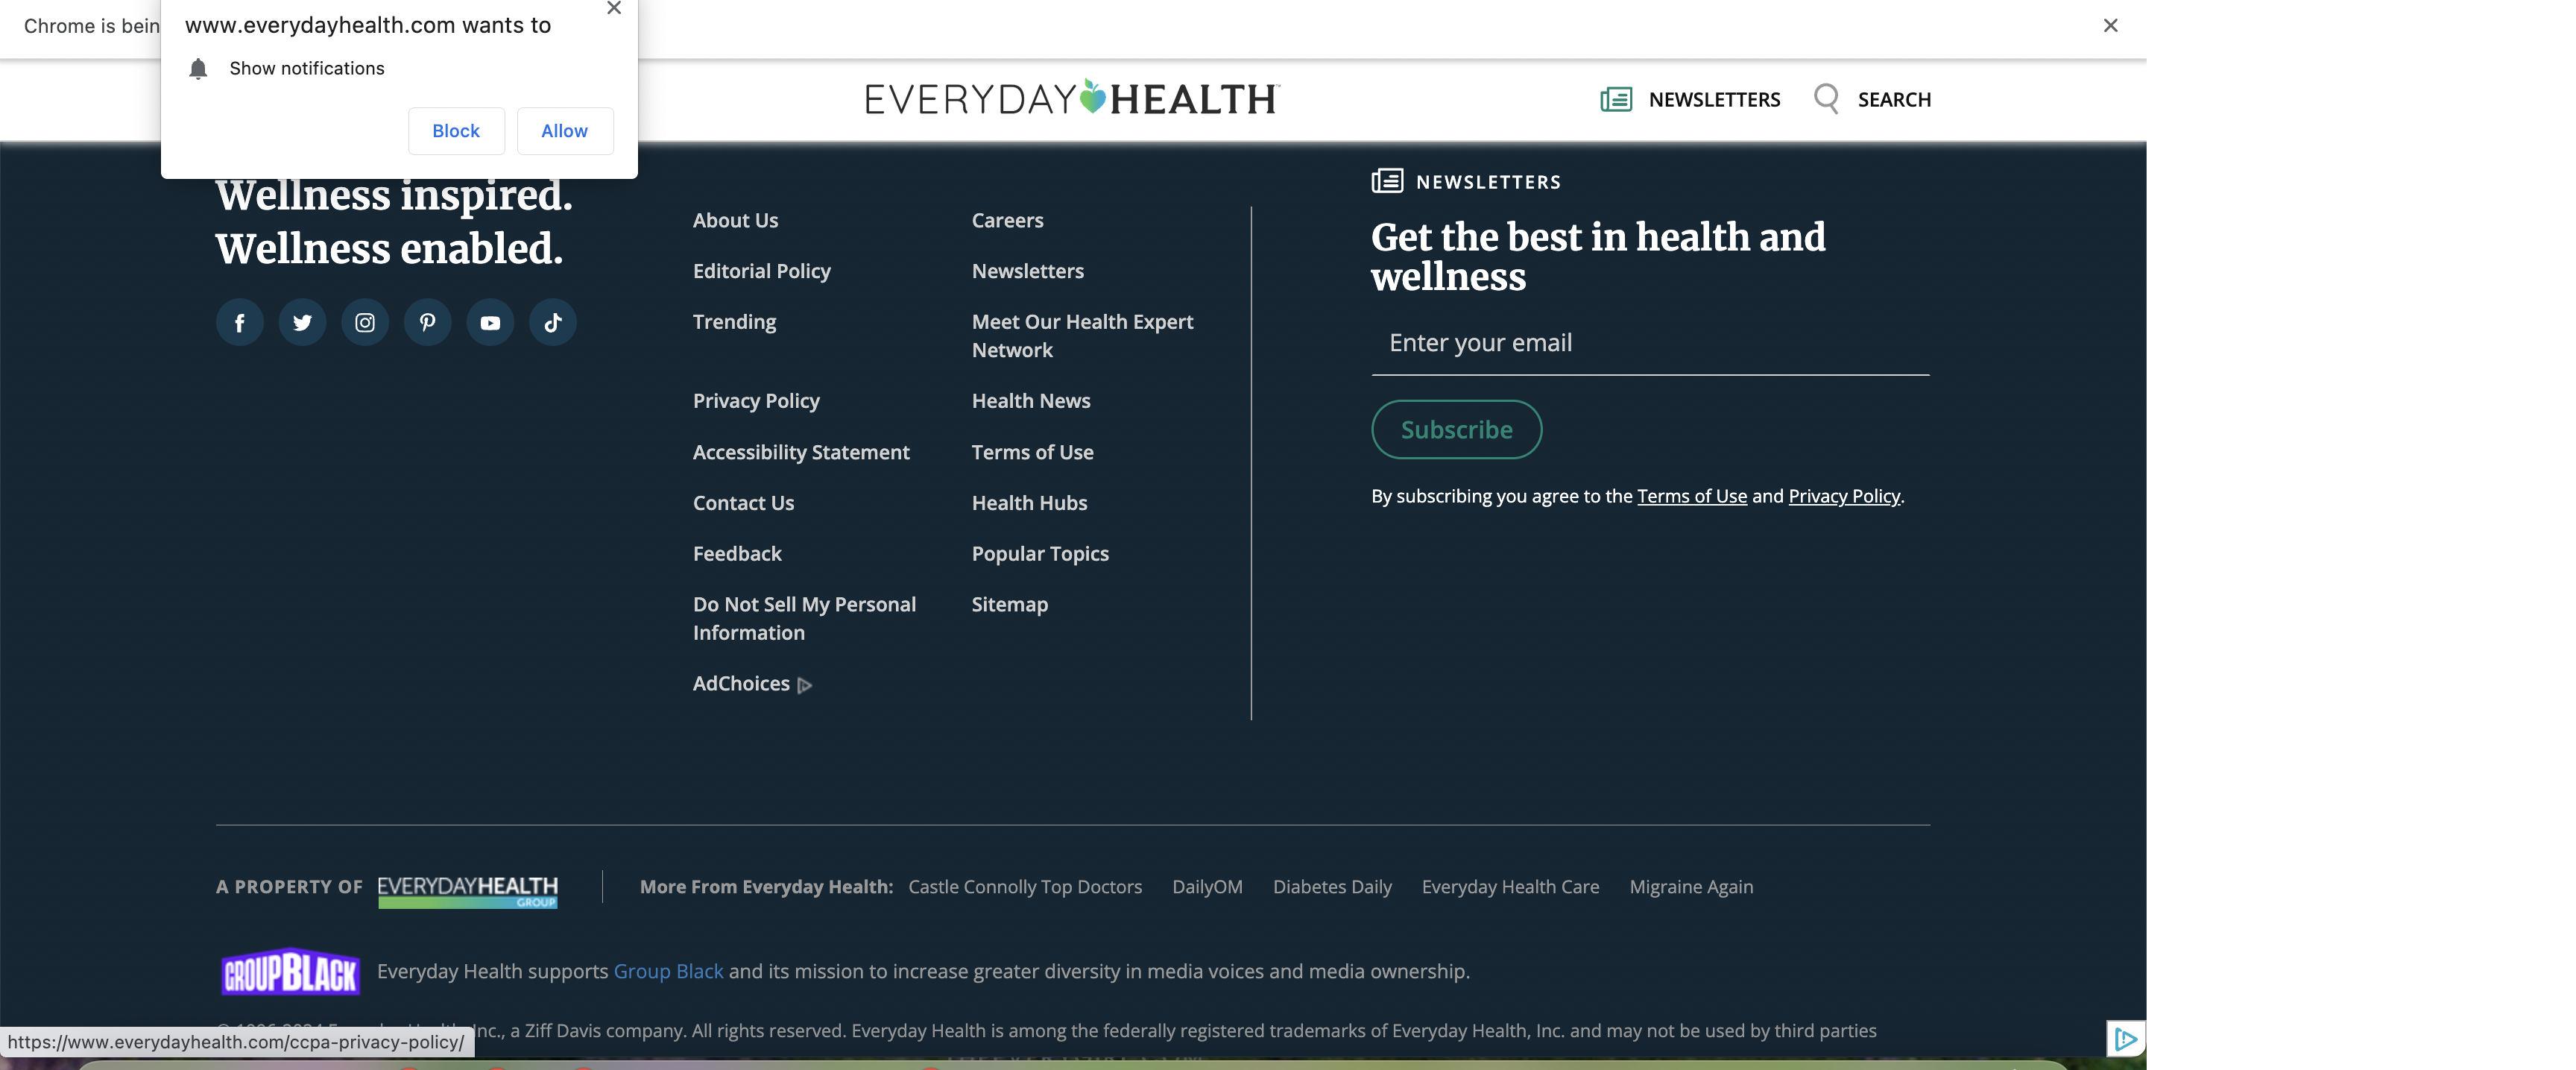 Chrome is bein
www.everydayhealth.com wants to
Show notifications
Block
Allow
EVERYDAY HEALTH
NEWSLETTERS
SEARCH
Wellness inspired.
Wellness enabled.
About Us
Editorial Policy
Trending
Privacy Policy
Accessibility Statement
Contact Us
Feedback
Do Not Sell My Personal
Information
AdChoices
Careers
Newsletters
Meet Our Health Expert
Network
Health News
Terms of Use
Health Hubs
Popular Topics
Sitemap
NEWSLETTERS
Get the best in health and
wellness
Enter your email
Subscribe
By subscribing you agree to the Terms of Use and Privacy Policy.
A PROPERTY OF EVERYDAYHEALTH GROUP
More From Everyday Health: Castle Connolly Top Doctors DailyOM Diabetes Daily Everyday Health Care Migraine Again
GROUPBLACK
Everyday Health supports Group Black and its mission to increase greater diversity in media voices and media ownership.
Inc., a Ziff Davis company. All rights reserved. Everyday Health is among the federally registered trademarks of Everyday Health, Inc. and may not be used by third parties
https://www.everydayhealth.com/ccpa-privacy-policy/